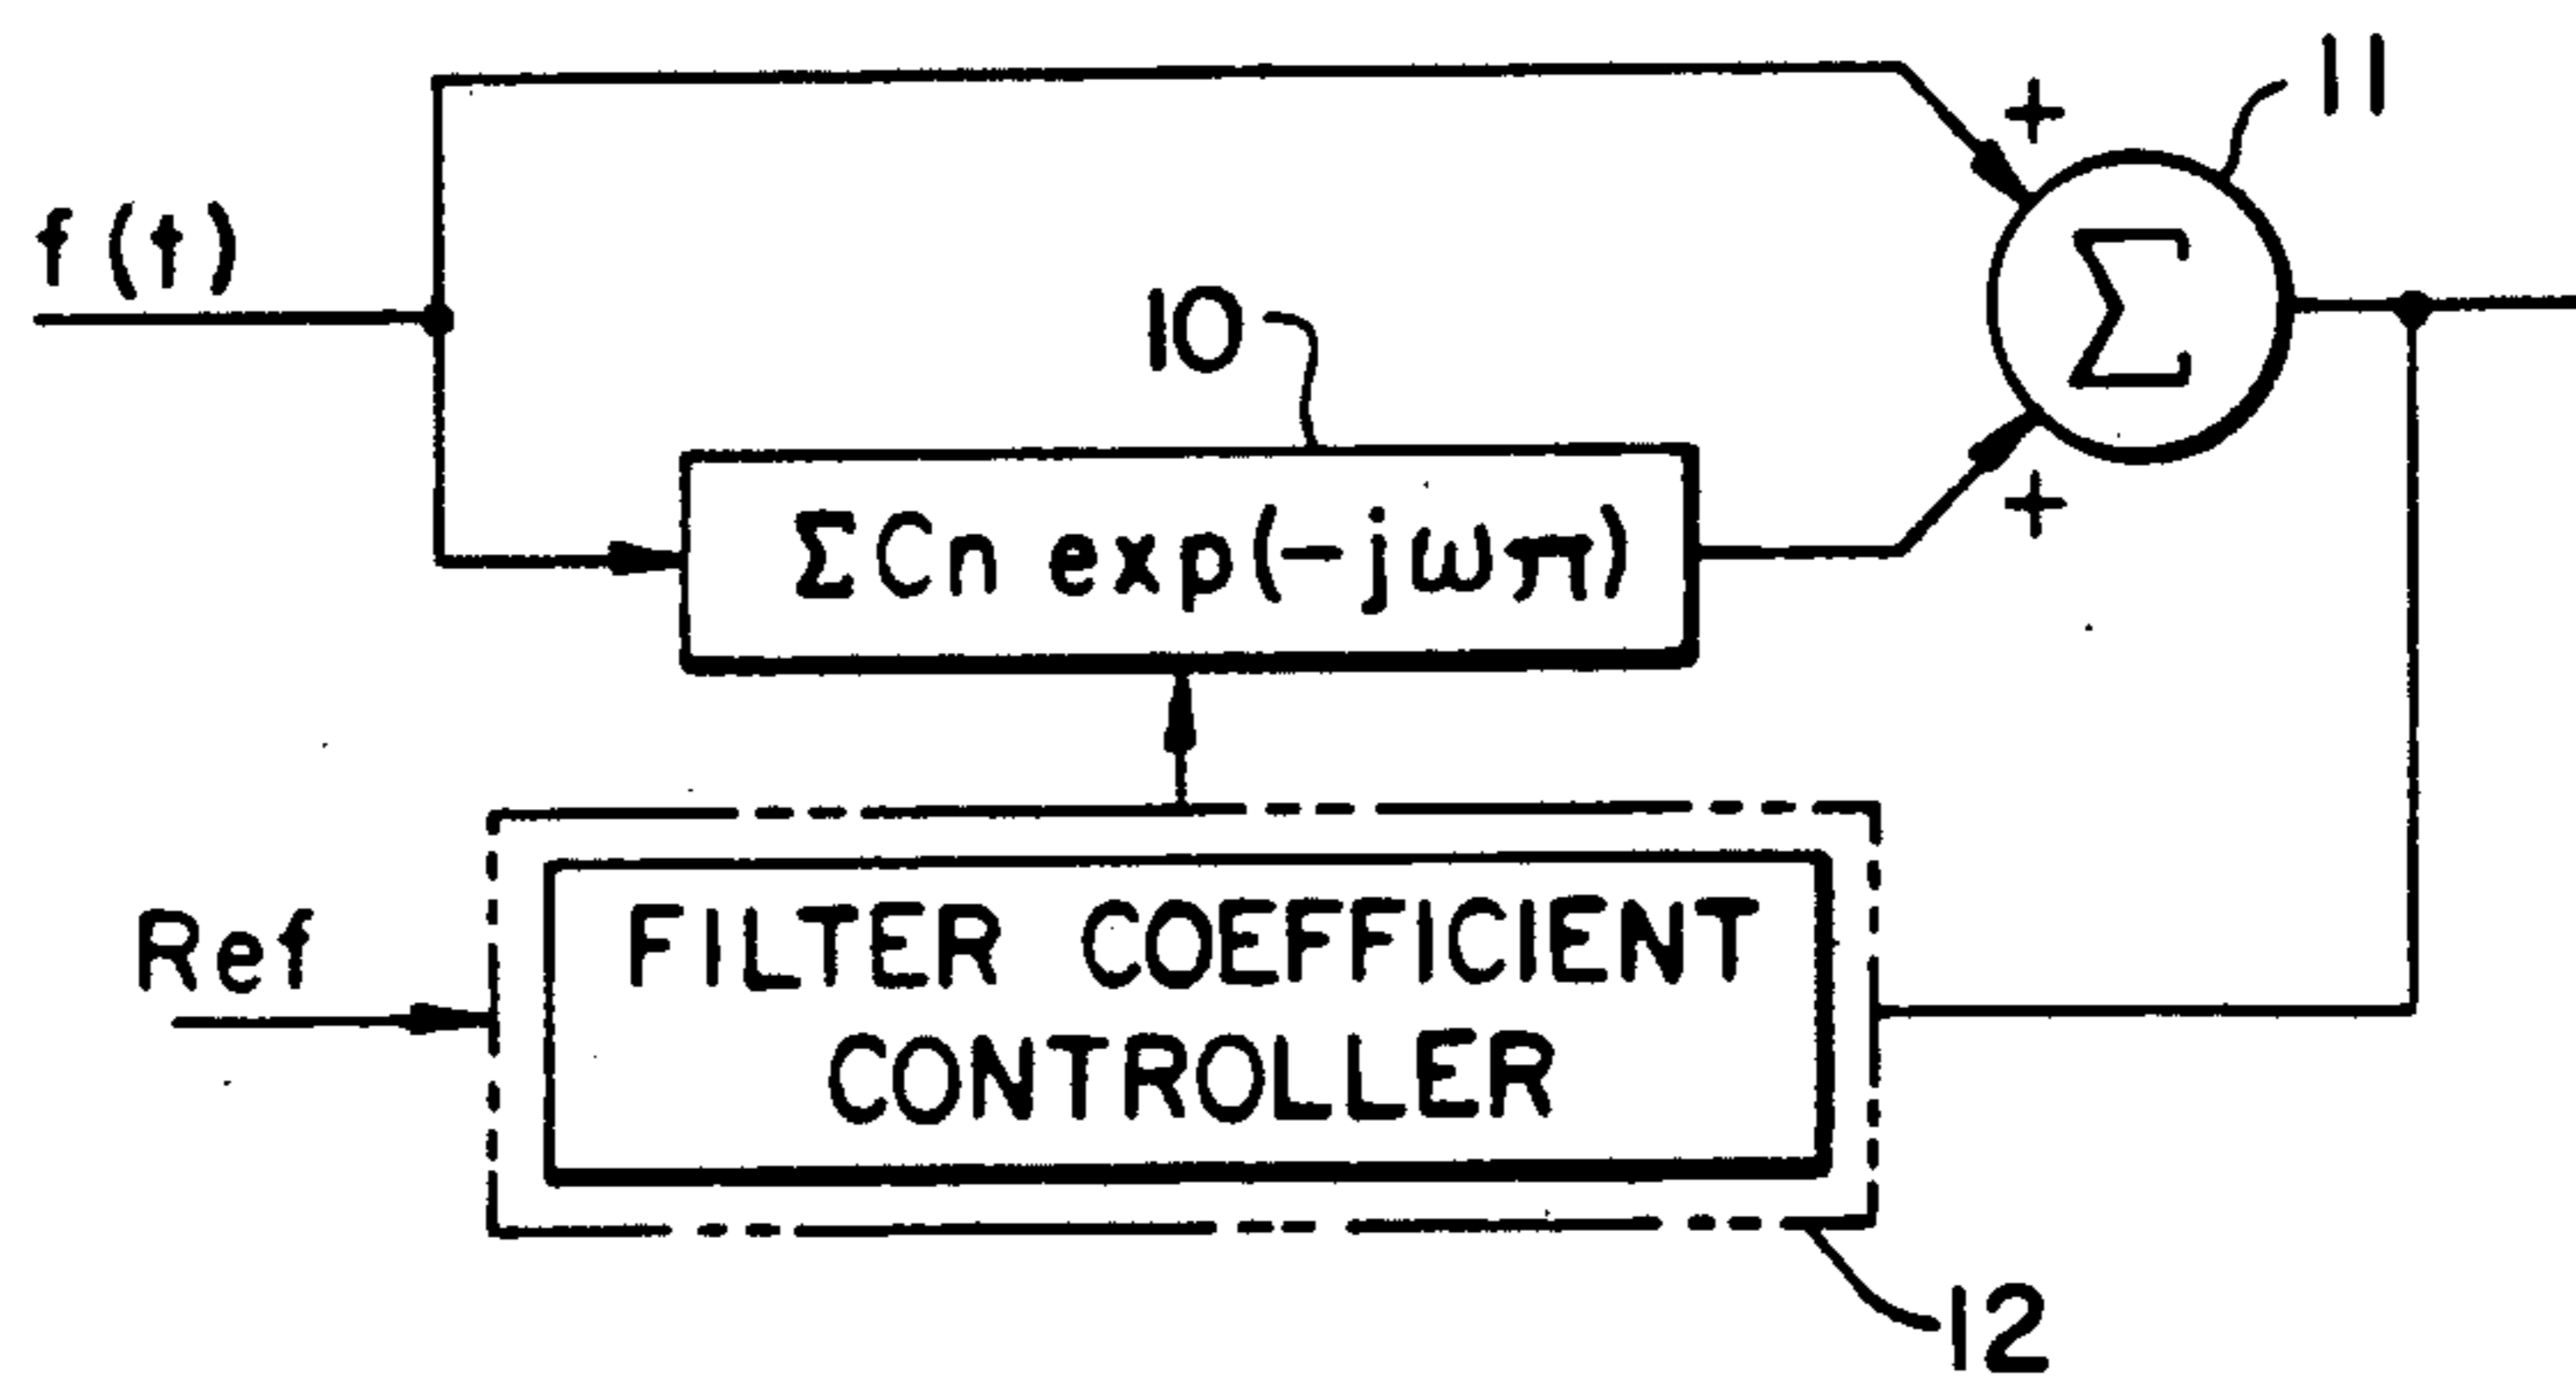 11
+
f(t)
10
Σ
ΣCn exp(-jωπ)
+
Ref
FILTER COEFFICIENT
CONTROLLER
12